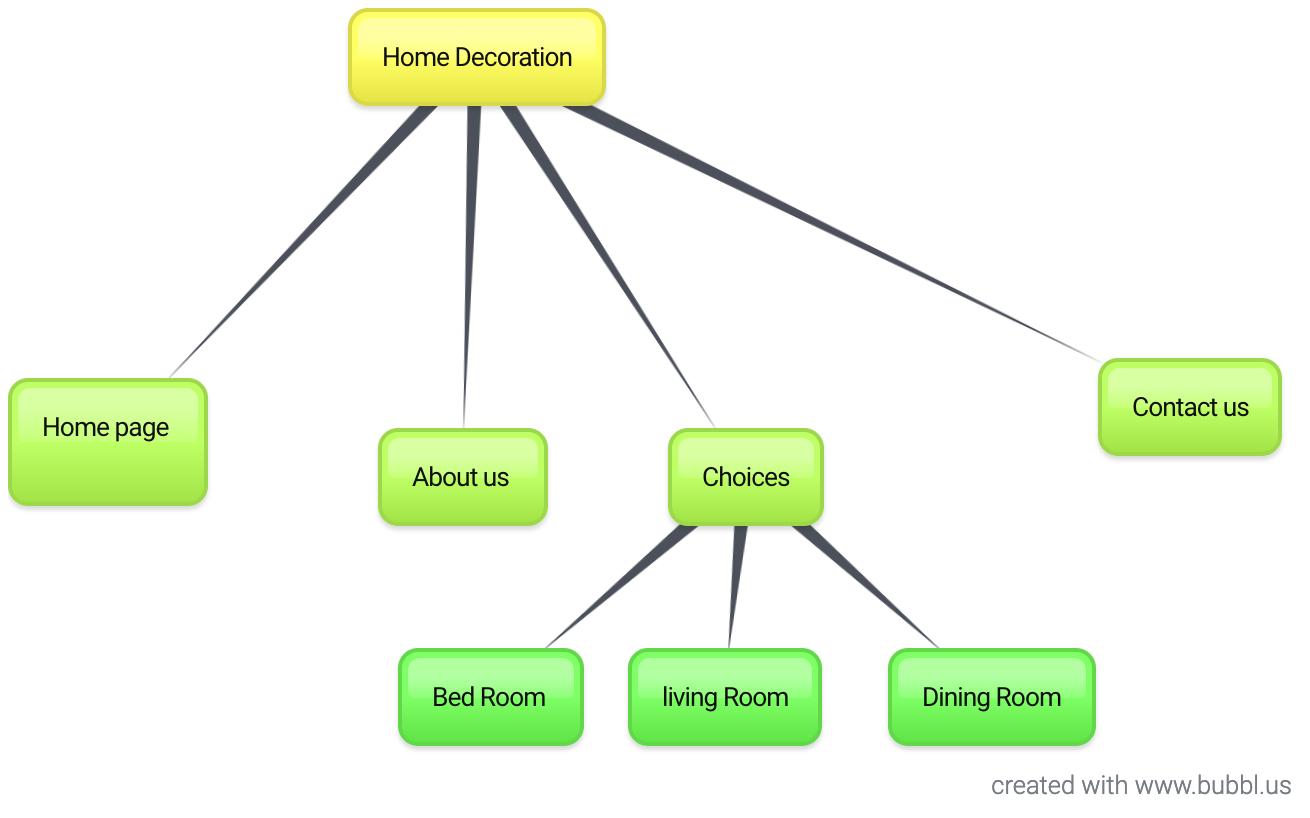 Home Decoration
Home page
About us
Choices
Contact us
Bed Room
living Room
Dining Room
created with www.bubbl.us